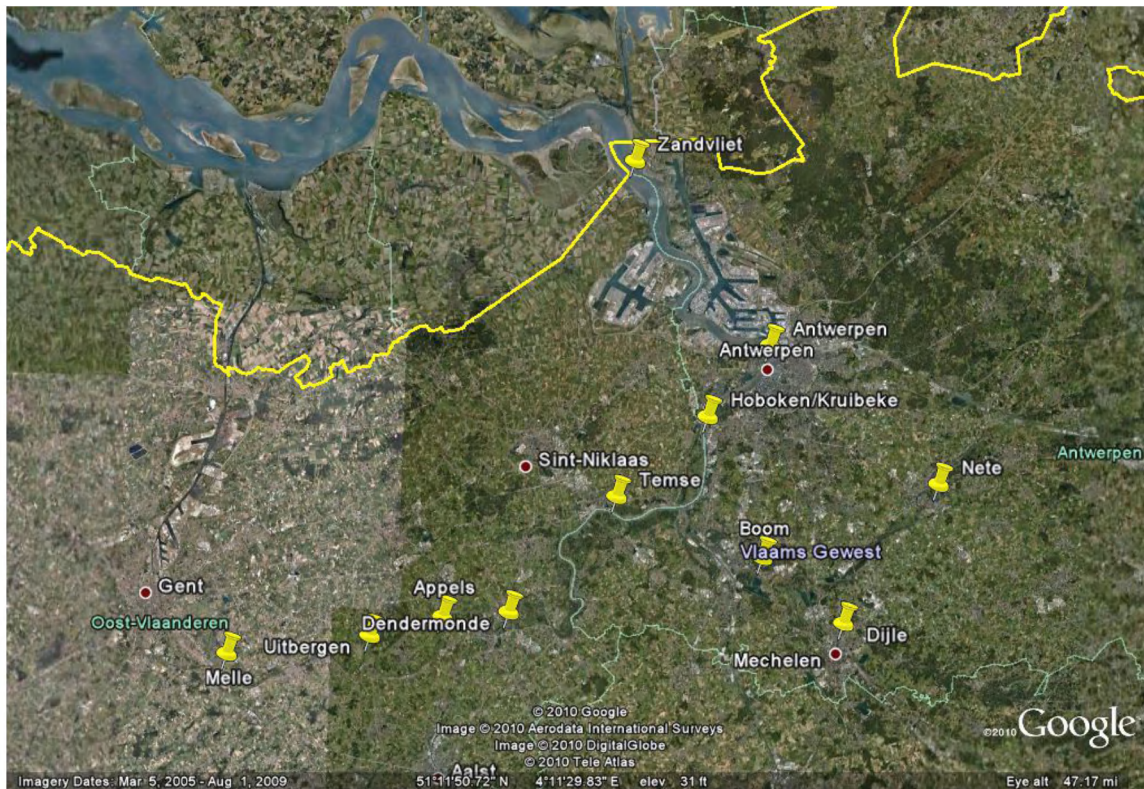 Zandvliet
Antwerpen
Antwerpen
Hoboken/Kruibeke
Antwerpen
Sint-Niklaas
Nete
Temse
Boom
Vlaams Gewest
Gent
Appels
Oost-Vlaanderen
Dendermonde
Uitbergen
Dijle
Mechelen
Melle
© 2010 Google
Image © 2010 Aerodata International Surveys
Image © 2010 DigitalGlobe
© 2010 Tele Atlas
©2010 Google
Aalst
Imagery Dates: Mar 5, 2005 - Aug 1, 2009 51°11'50.72" N 4°11'29.83" E elev 31 ft Eye alt 47.17 mi